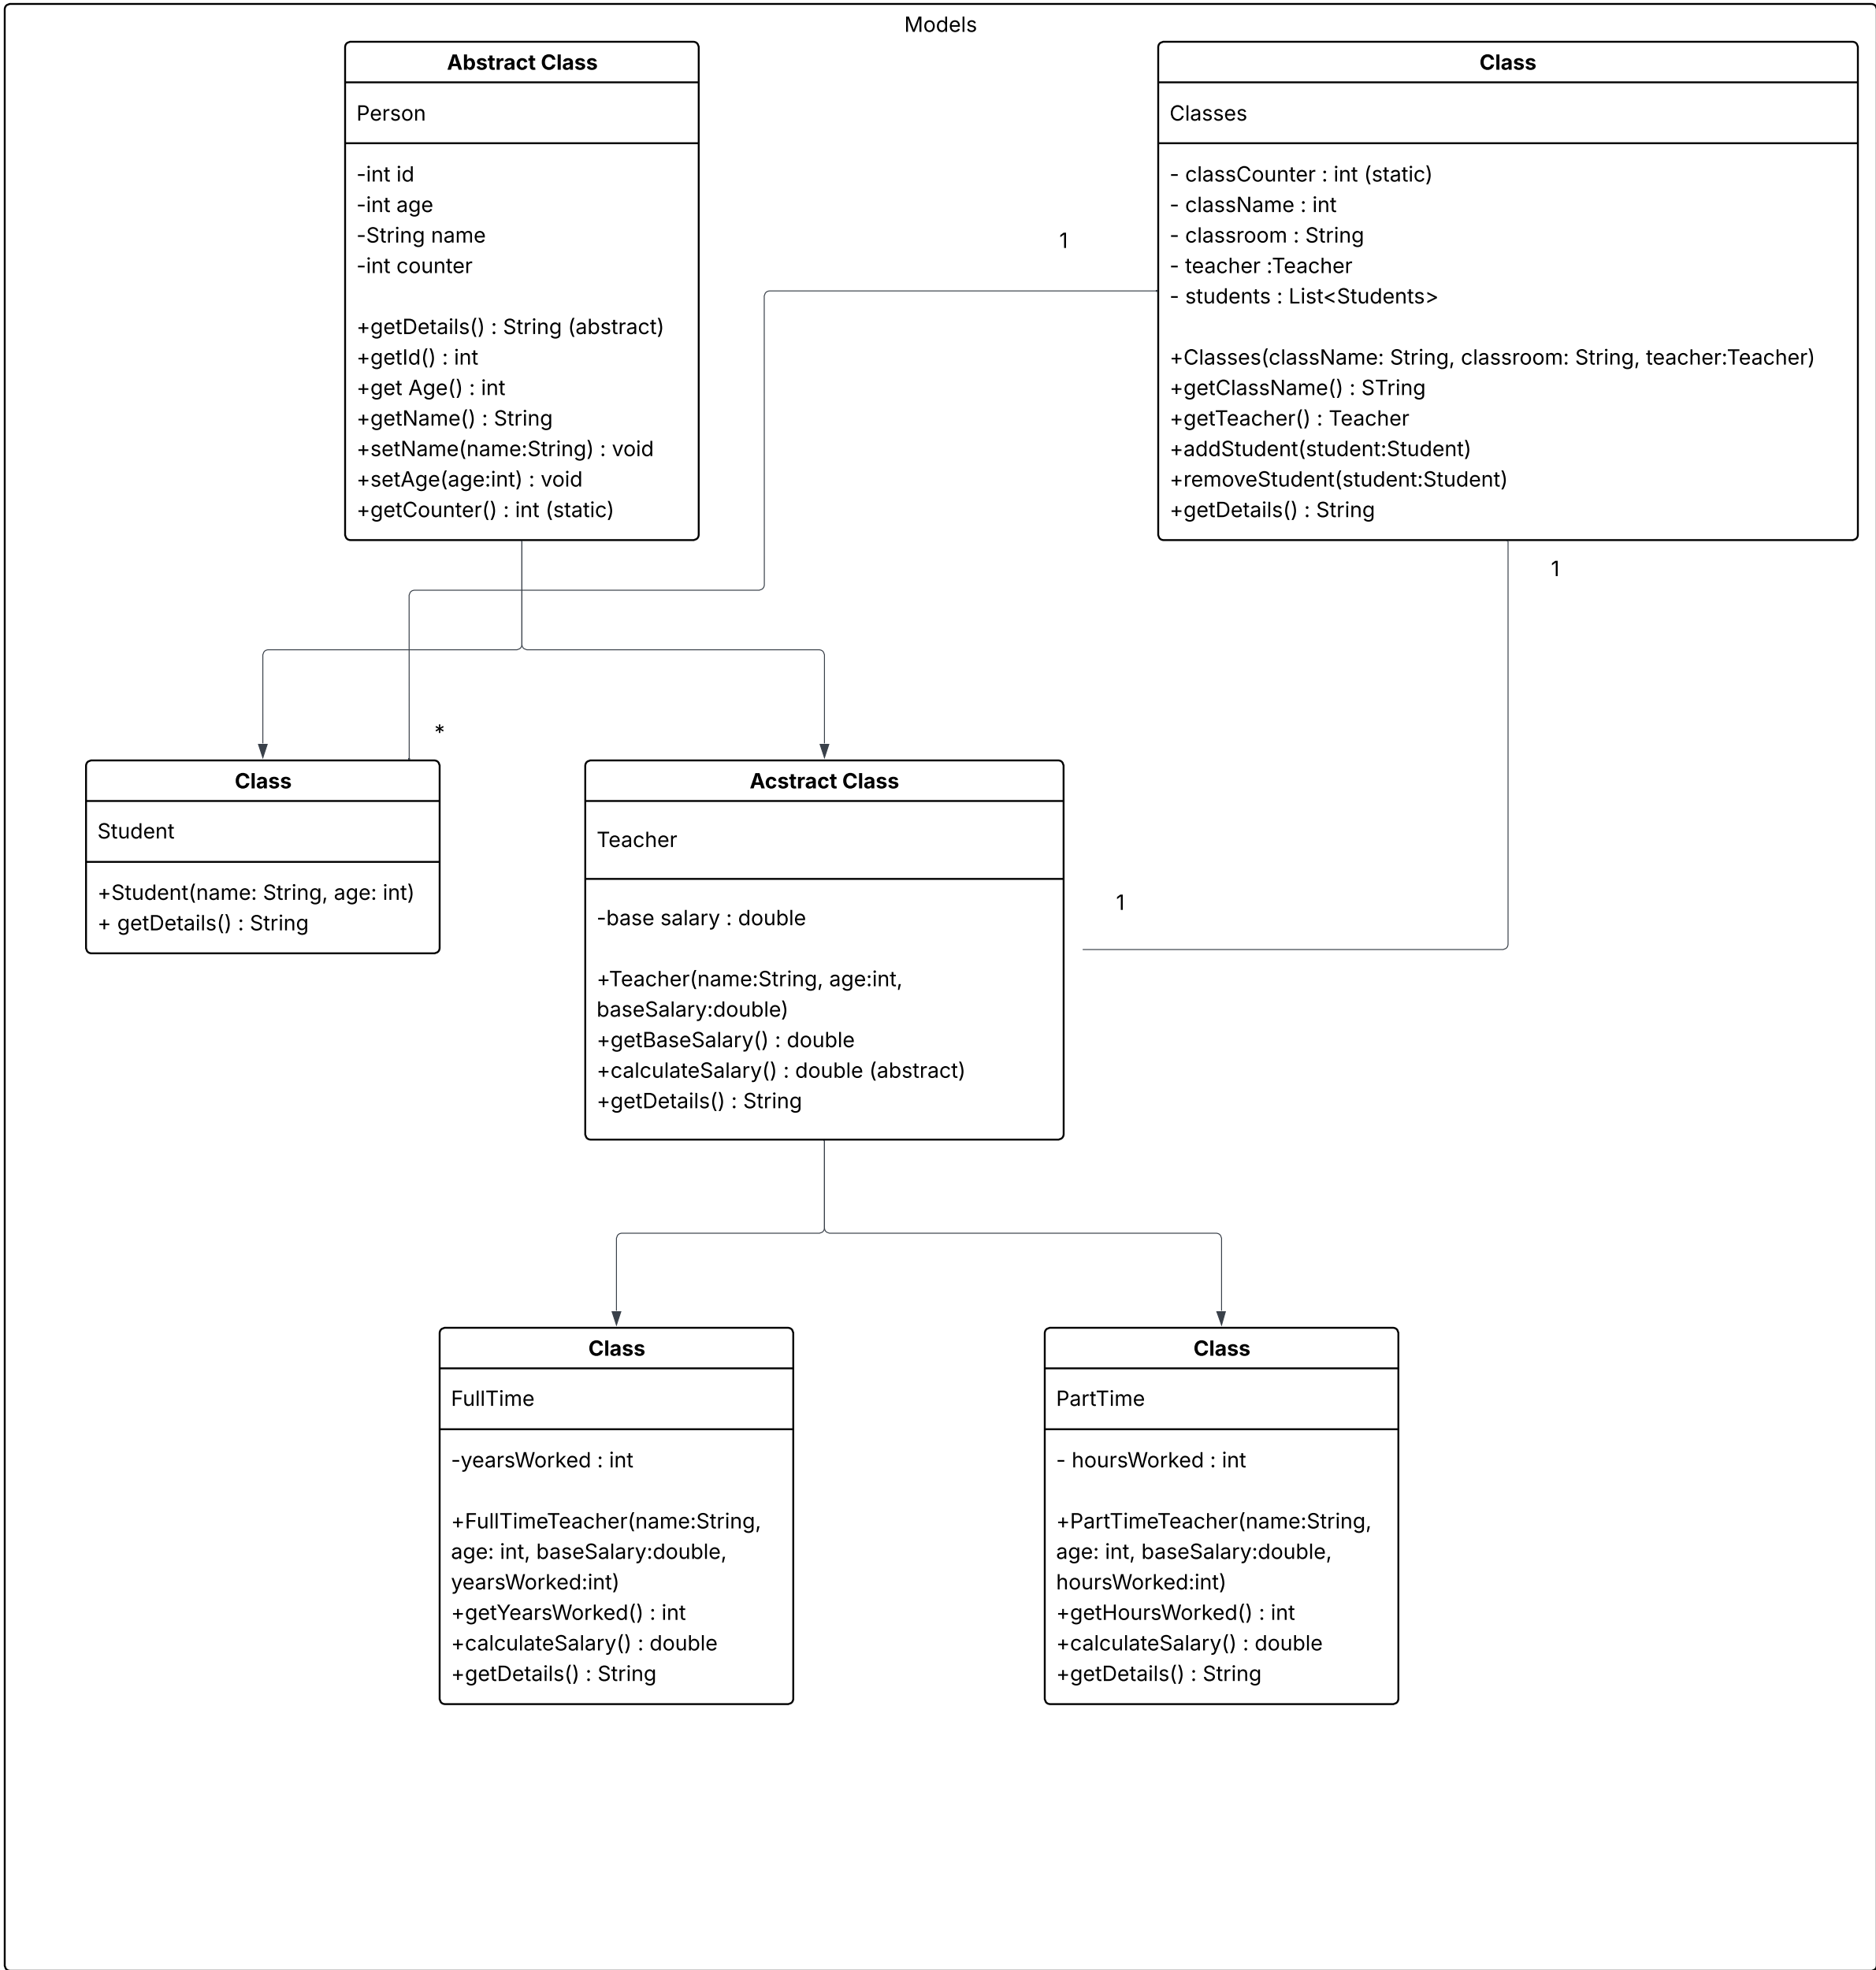 Models
Abstract Class
Person
-int id
-int age
-String name
-int counter
+getDetails() : String (abstract)
+getId() : int
+get Age() : int
+getName() : String
+setName(name:String) : void
+setAge(age:int) : void
+getCounter() : int (static)
Class
Classes
- classCounter : int (static)
- className : int
- classroom : String
- teacher :Teacher
- students : List<Students>
+Classes(className: String, classroom: String, teacher:Teacher)
+getClassName() : STring
+getTeacher() : Teacher
+addStudent(student:Student)
+removeStudent(student:Student)
+getDetails() : String
1
1
*
Class
Student
+Student(name: String, age: int)
+ getDetails() : String
Acstract Class
Teacher
-base salary : double
+Teacher(name:String, age:int,
baseSalary:double)
+getBaseSalary() : double
+calculateSalary() : double (abstract)
+getDetails() : String
1
Class
FullTime
-yearsWorked : int
+FullTimeTeacher(name:String,
age: int, baseSalary:double,
yearsWorked:int)
+getYearsWorked() : int
+calculateSalary() : double
+getDetails() : String
Class
PartTime
- hoursWorked : int
+PartTimeTeacher(name:String,
age: int, baseSalary:double,
hoursWorked:int)
+getHoursWorked() : int
+calculateSalary() : double
+getDetails() : String